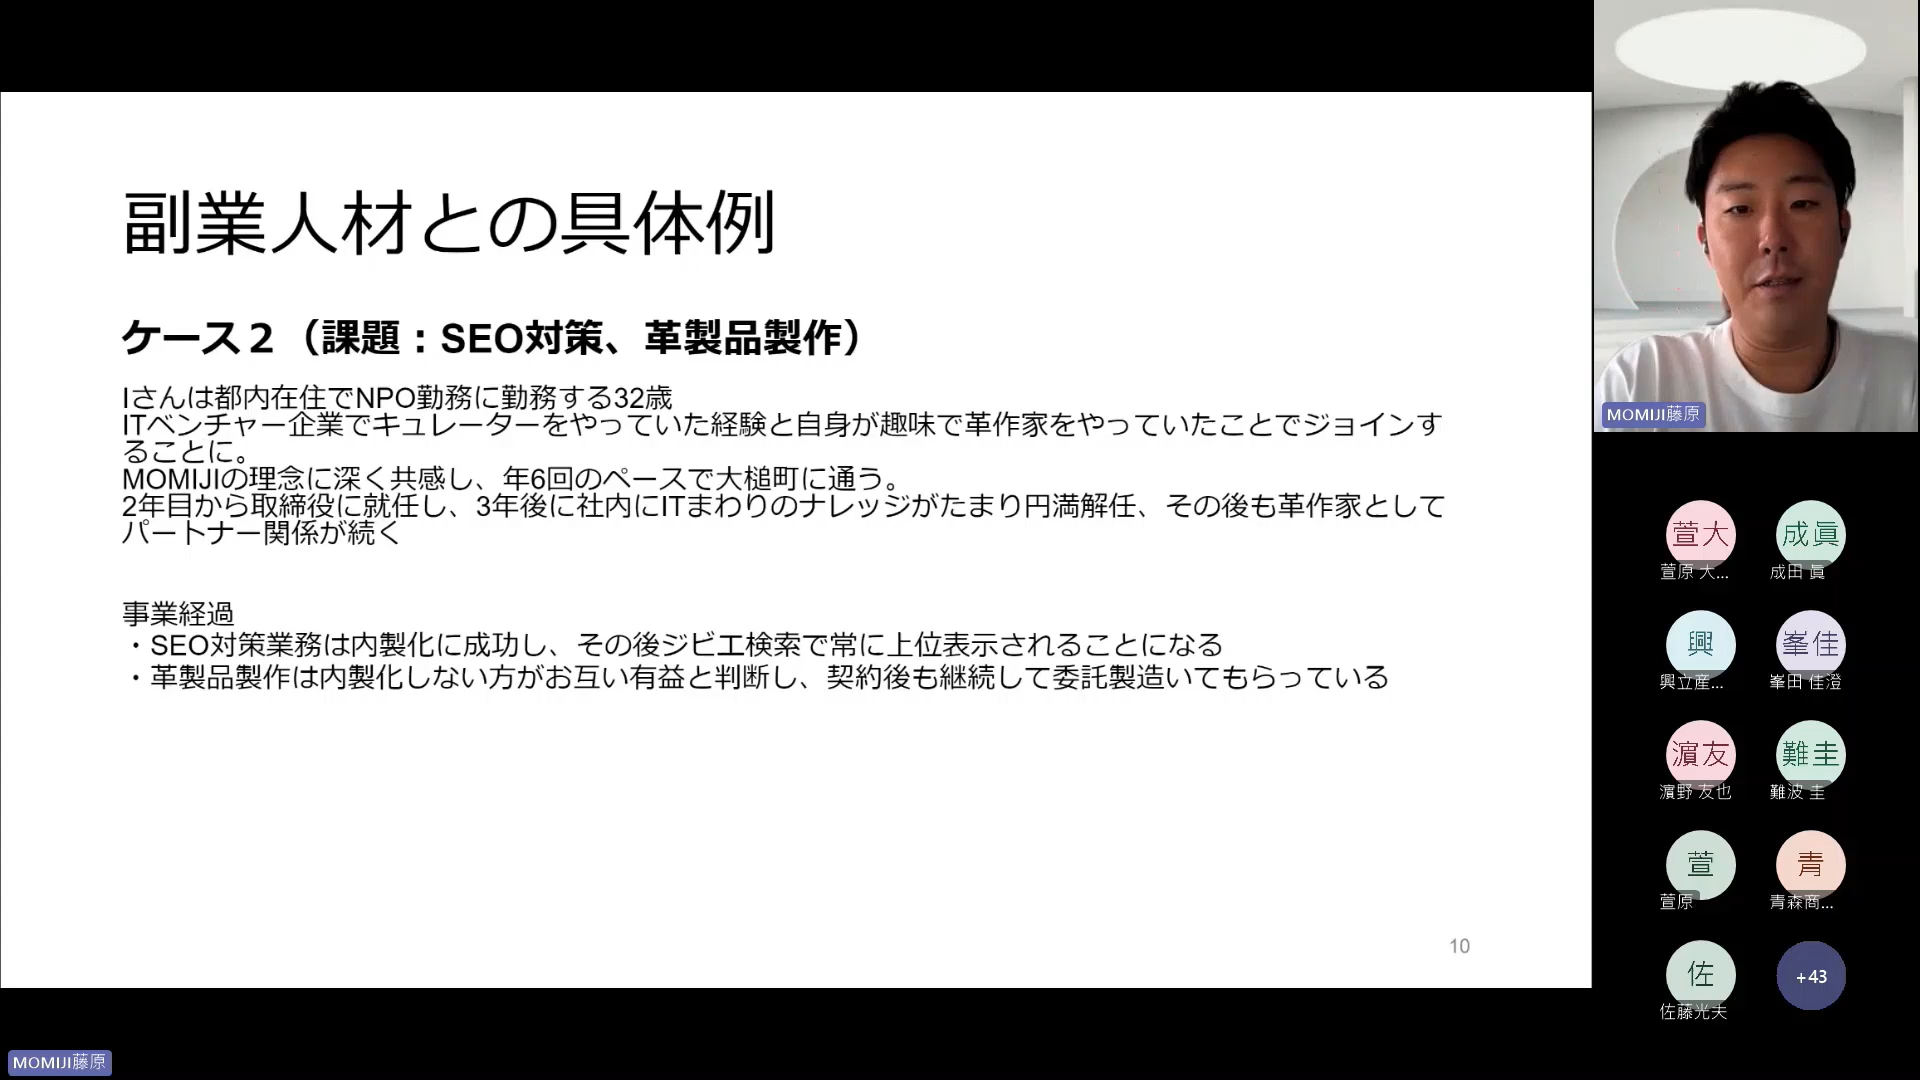 副業人材との具体例
ケース２（課題：SEO対策、革製品製作）
Iさんは都内在住でNPO勤務に勤務する32歳
ITベンチャー企業でキュレーターをやっていた経験と自身が趣味で革作家をやっていたことでジョインす
ることに。
MOMIJIの理念に深く共感し、年6回のペースで大槌町に通う。
2年目から取締役に就任し、3年後に社内にITまわりのナレッジがたまり円満解任、その後も革作家として
パートナー関係が続く
事業経過
・SEO対策業務は内製化に成功し、その後ジビエ検索で常に上位表示されることになる
・革製品製作は内製化しない方がお互い有益と判断し、契約後も継続して委託製造いてもらっている
10
MOMIJI藤原
萱大
萱原 大...
成眞
成田 眞
興
興立産...
峯佳
峯田 佳澄
濵友
濵野 友也
難圭
難波 圭
萱
萱原
青
青森商...
佐
佐藤光夫
+43
MOMIJI藤原